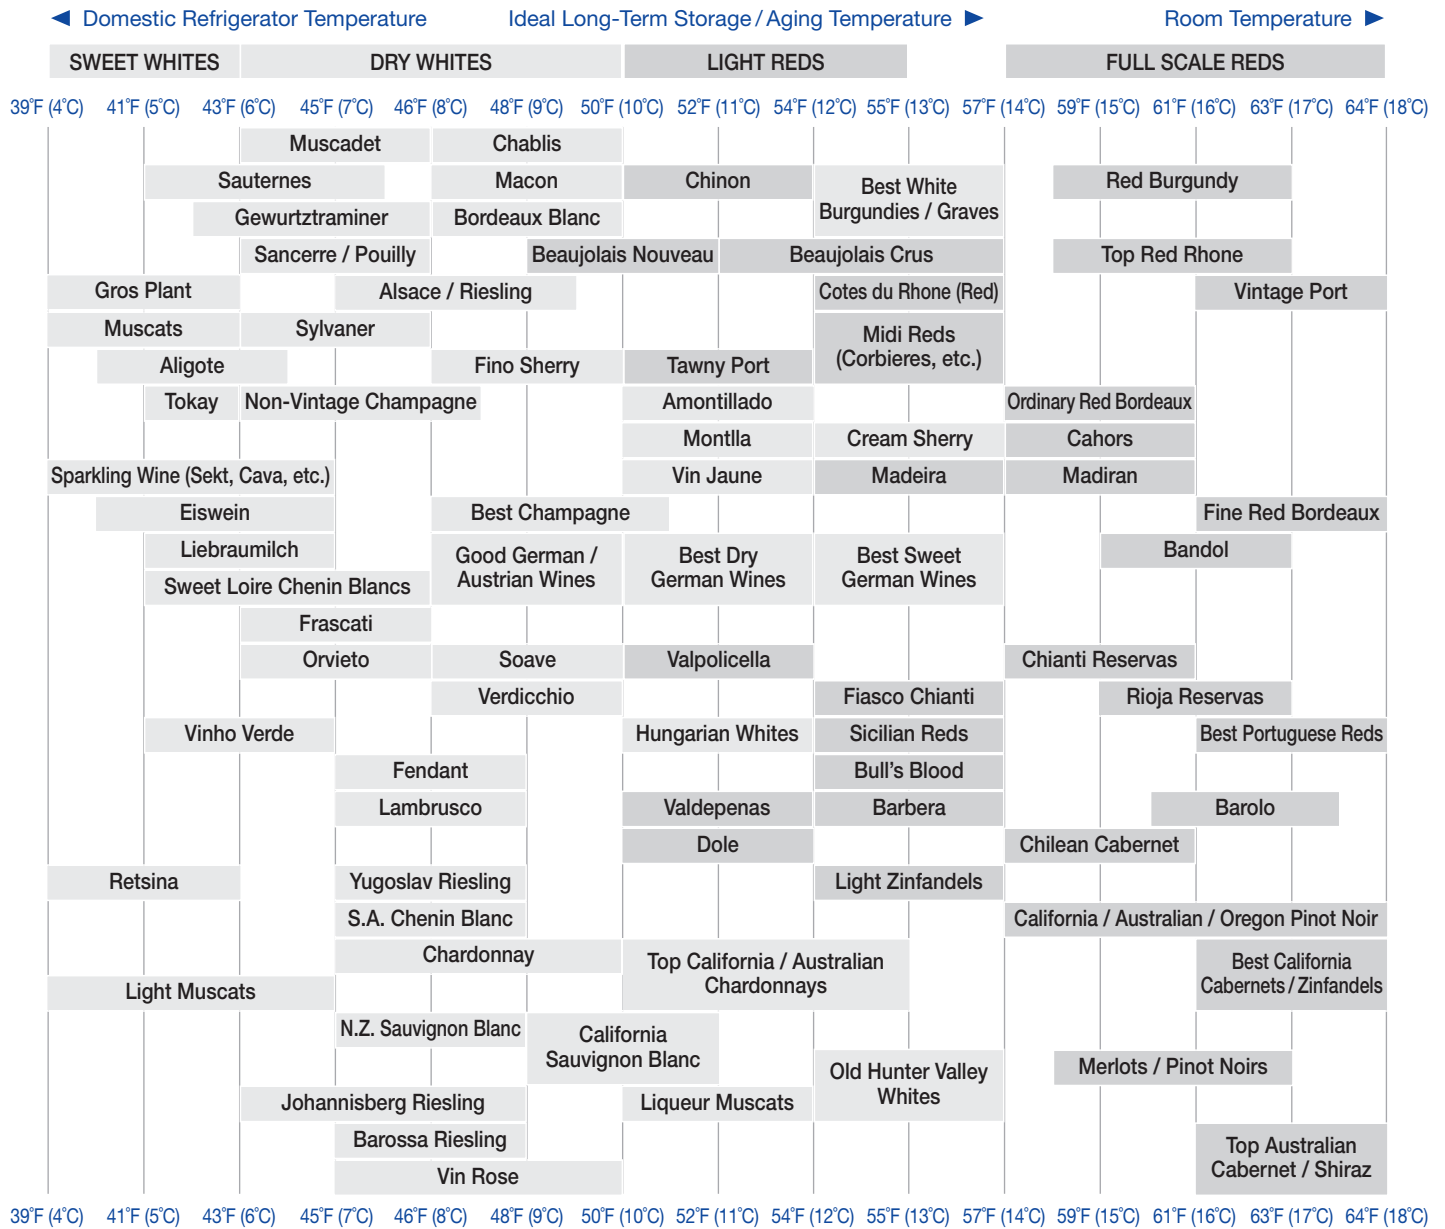 ◄ Domestic Refrigerator Temperature Ideal Long-Term Storage / Aging Temperature ► Room Temperature ►
SWEET WHITES DRY WHITES LIGHT REDS FULL SCALE REDS
39°F (4°C) 41°F (5°C) 43°F (6°C) 45°F (7°C) 46°F (8°C) 48°F (9°C) 50°F (10°C) 52°F (11°C) 54°F (12°C) 55°F (13°C) 57°F (14°C) 59°F (15°C) 61°F (16°C) 63°F (17°C) 64°F (18°C)
Muscadet Chablis
Sauternes Macon Chinon Best White Red Burgundy
Burgundies / Graves
Gewurtztraminer Bordeaux Blanc
Sancerre / Pouilly Beaujolais Nouveau Beaujolais Crus Top Red Rhone
Gros Plant Alsace / Riesling Cotes du Rhone (Red) Vintage Port
Muscats Sylvaner Midi Reds
(Corbieres, etc.)
Aligote Fino Sherry Tawny Port
Tokay Non-Vintage Champagne Amontillado Ordinary Red Bordeaux
Montlla Cream Sherry Cahors
Sparkling Wine (Sekt, Cava, etc.) Vin Jaune Madeira Madiran
Eiswein Best Champagne Fine Red Bordeaux
Liebraumilch Good German / Best Dry Best Sweet Bandol
Austrian Wines German Wines German Wines
Sweet Loire Chenin Blancs
Frascati
Orvieto Soave Valpolicella Chianti Reservas
Verdicchio Fiasco Chianti Rioja Reservas
Vinho Verde Hungarian Whites Sicilian Reds Best Portuguese Reds
Fendant Bull's Blood
Lambrusco Valdepenas Barbera Barolo
Dole Chilean Cabernet
Retsina Yugoslav Riesling Light Zinfandels
S.A. Chenin Blanc California / Australian / Oregon Pinot Noir
Chardonnay Top California / Australian Best California
Chardonnays Cabernets / Zinfandels
Light Muscats
N.Z. Sauvignon Blanc California
Sauvignon Blanc
Old Hunter Valley Merlots / Pinot Noirs
Whites
Johannisberg Riesling Liqueur Muscats
Barossa Riesling Top Australian
Cabernet / Shiraz
Vin Rose
39°F (4°C) 41°F (5°C) 43°F (6°C) 45°F (7°C) 46°F (8°C) 48°F (9°C) 50°F (10°C) 52°F (11°C) 54°F (12°C) 55°F (13°C) 57°F (14°C) 59°F (15°C) 61°F (16°C) 63°F (17°C) 64°F (18°C)